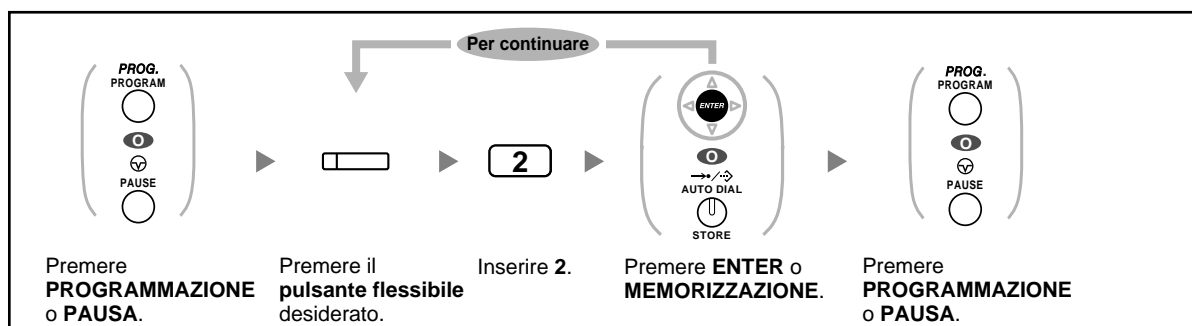 Per continuare
PROG.
PROGRAM
O
PAUSE
2
ENTER
O
AUTO DIAL
STORE
PROG.
PROGRAM
O
PAUSE
Premere
PROGRAMMAZIONE
o PAUSA.
Premere il
pulsante flessibile
desiderato.
Inserire 2.
Premere ENTER o
MEMORIZZAZIONE.
Premere
PROGRAMMAZIONE
o PAUSA.